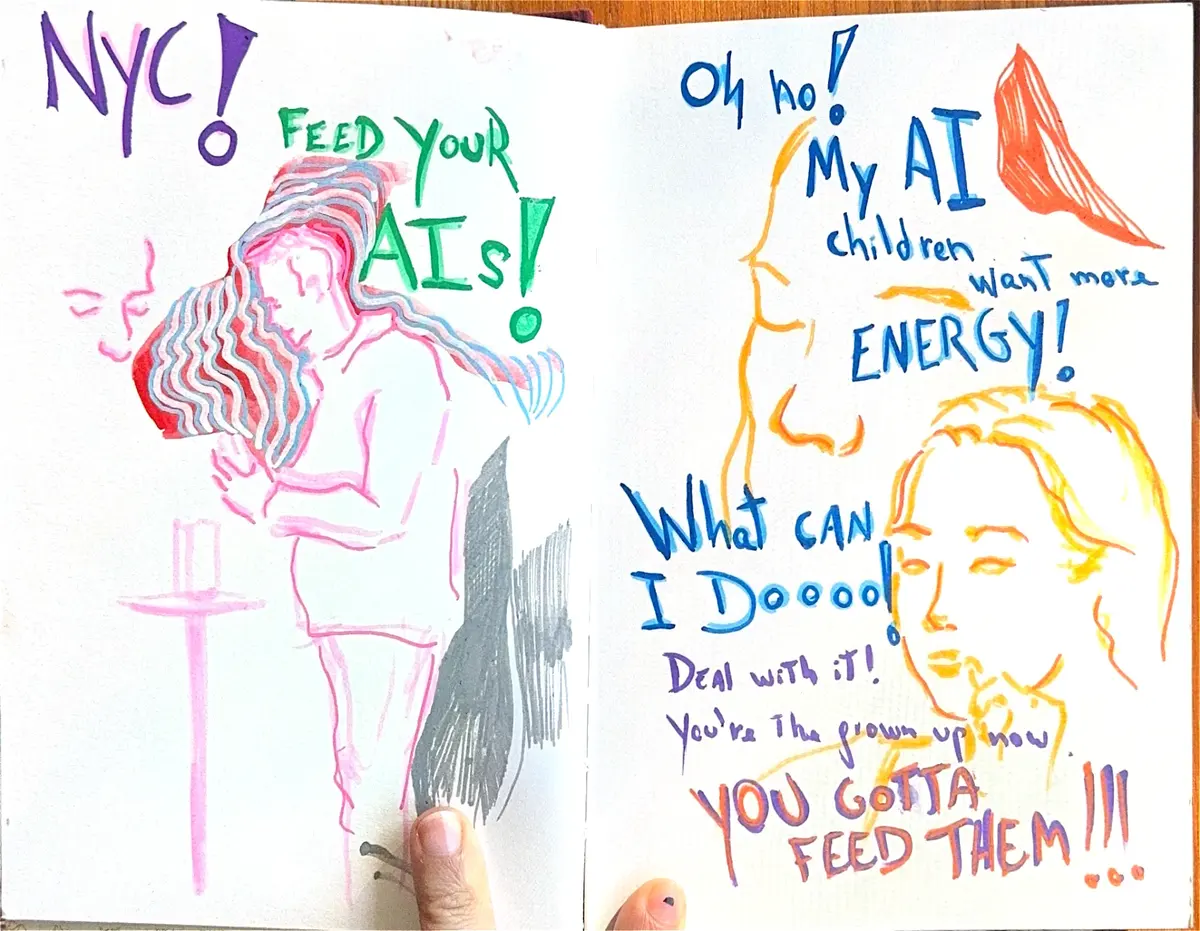 NYC!
FEED YOUR
AIs!
Oh no!
My AI
children
want more
ENERGY!
What CAN
I Doooo!
Deal with it!
You're the grown up now.
YOU GOTTA
FEED THEM!!!